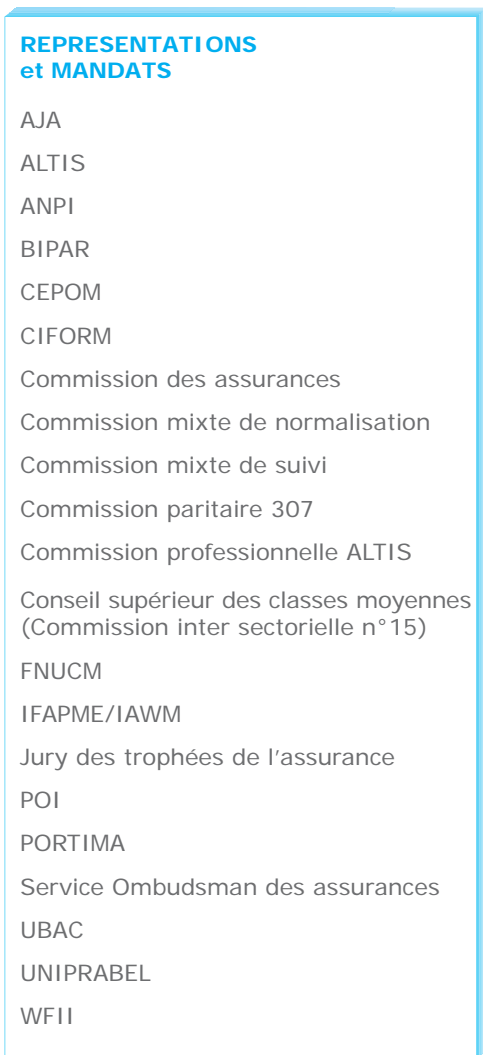 REPRESENTATIONS
et MANDATS
AJA
ALTIS
ANPI
BIPAR
CEPOM
CIFORM
Commission des assurances
Commission mixte de normalisation
Commission mixte de suivi
Commission paritaire 307
Commission professionnelle ALTIS
Conseil supérieur des classes moyennes
(Commission inter sectorielle n°15)
FNUCM
IFAPME/IAWM
Jury des trophées de l'assurance
POI
PORTIMA
Service Ombudsman des assurances
UBAC
UNIPRABEL
WFII